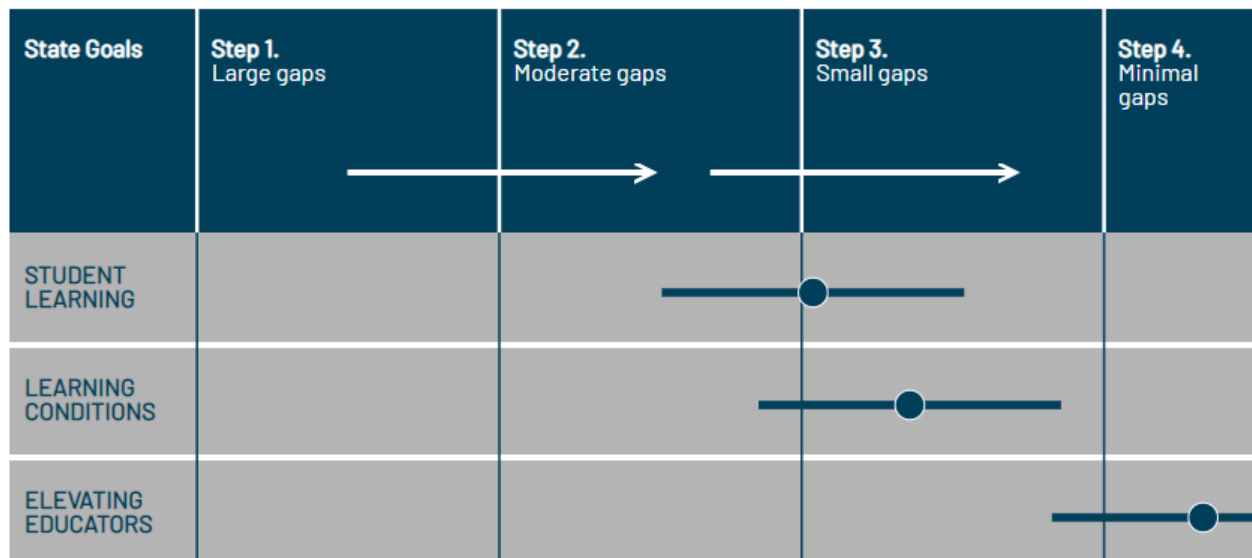 State Goals
Step 1.
Large gaps
Step 2.
Moderate gaps
Step 3.
Small gaps
Step 4.
Minimal
gaps
STUDENT
LEARNING
LEARNING
CONDITIONS
ELEVATING
EDUCATORS